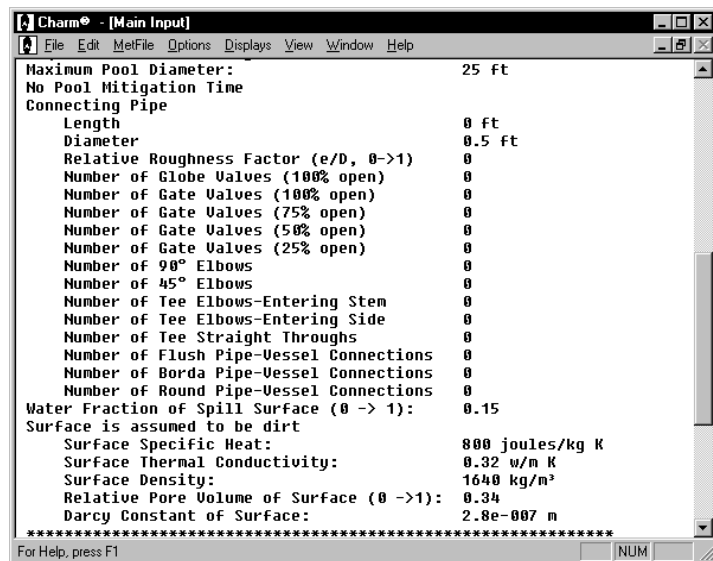 Charm® - [Main Input]
File Edit MetFile Options Displays View Window Help
Maximum Pool Diameter: 25 ft
No Pool Mitigation Time
Connecting Pipe
Length 0 ft
Diameter 0.5 ft
Relative Roughness Factor (e/D, 0->1) 0
Number of Globe Valves (100% open) 0
Number of Gate Valves (100% open) 0
Number of Gate Valves (75% open) 0
Number of Gate Valves (50% open) 0
Number of Gate Valves (25% open) 0
Number of 90° Elbows 0
Number of 45° Elbows 0
Number of Tee Elbows-Entering Stem 0
Number of Tee Elbows-Entering Side 0
Number of Tee Straight Throughs 0
Number of Flush Pipe-Vessel Connections 0
Number of Borda Pipe-Vessel Connections 0
Number of Round Pipe-Vessel Connections 0
Water Fraction of Spill Surface (0 -> 1): 0.15
Surface is assumed to be dirt
Surface Specific Heat: 800 joules/kg K
Surface Thermal Conductivity: 0.32 w/m K
Surface Density: 1640 kg/m³
Relative Pore Volume of Surface (0 ->1): 0.34
Darcy Constant of Surface: 2.8e-007 m
******************************************************************
For Help, press F1 NUM